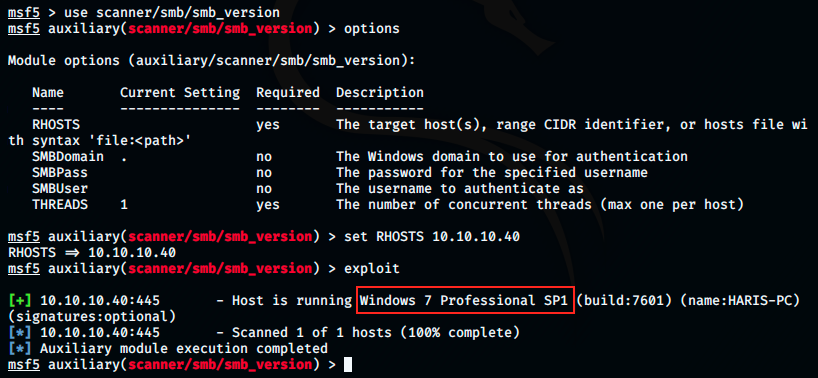 msf5 > use scanner/smb/smb_version
msf5 auxiliary(scanner/smb/smb_version) > options
Module options (auxiliary/scanner/smb/smb_version):
Name Current Setting Required Description
---- --------------- -------- -----------
RHOSTS yes The target host(s), range CIDR identifier, or hosts file wi
th syntax 'file:<path>'
SMBDomain . no The Windows domain to use for authentication
SMBPass no The password for the specified username
SMBUser no The username to authenticate as
THREADS 1 yes The number of concurrent threads (max one per host)
msf5 auxiliary(scanner/smb/smb_version) > set RHOSTS 10.10.10.40
RHOSTS => 10.10.10.40
msf5 auxiliary(scanner/smb/smb_version) > exploit
[+] 10.10.10.40:445 - Host is running Windows 7 Professional SP1 (build:7601) (name:HARIS-PC)
(signatures:optional)
[*] 10.10.10.40:445 - Scanned 1 of 1 hosts (100% complete)
[*] Auxiliary module execution completed
msf5 auxiliary(scanner/smb/smb_version) >